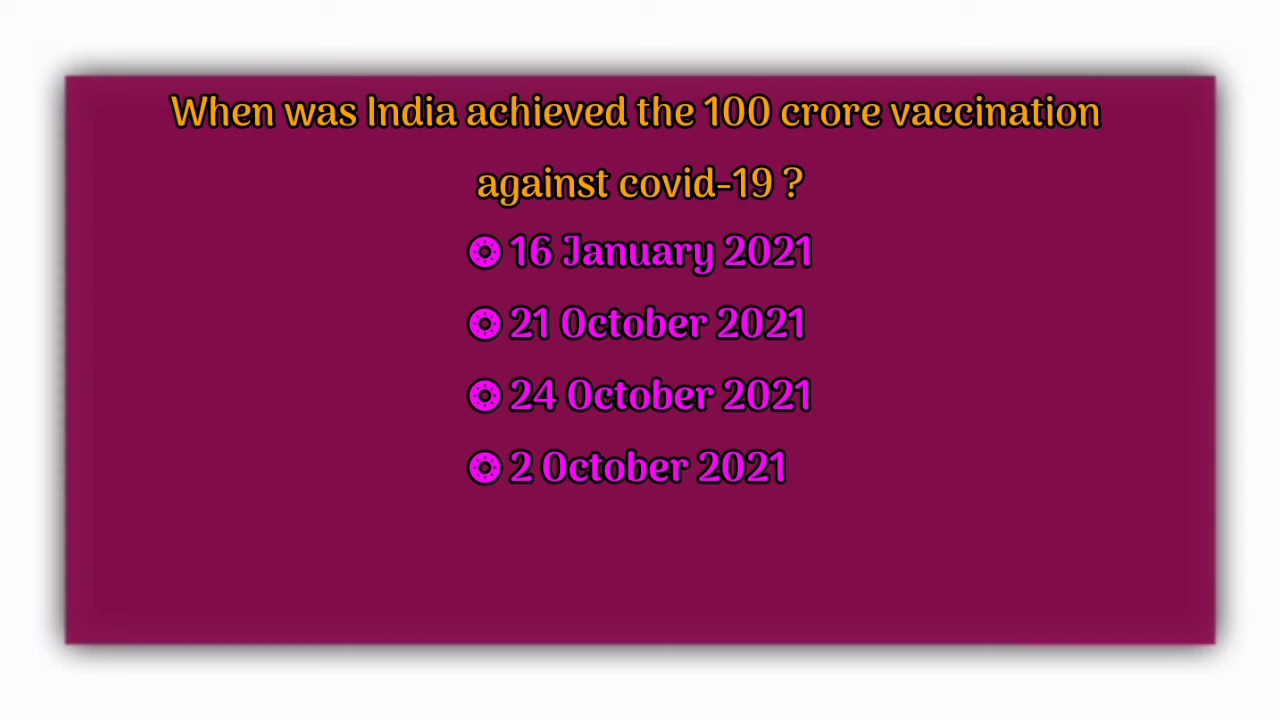 When was India achieved the 100 crore vaccination
against covid-19 ?
16 January 2021
21 October 2021
24 October 2021
2 October 2021